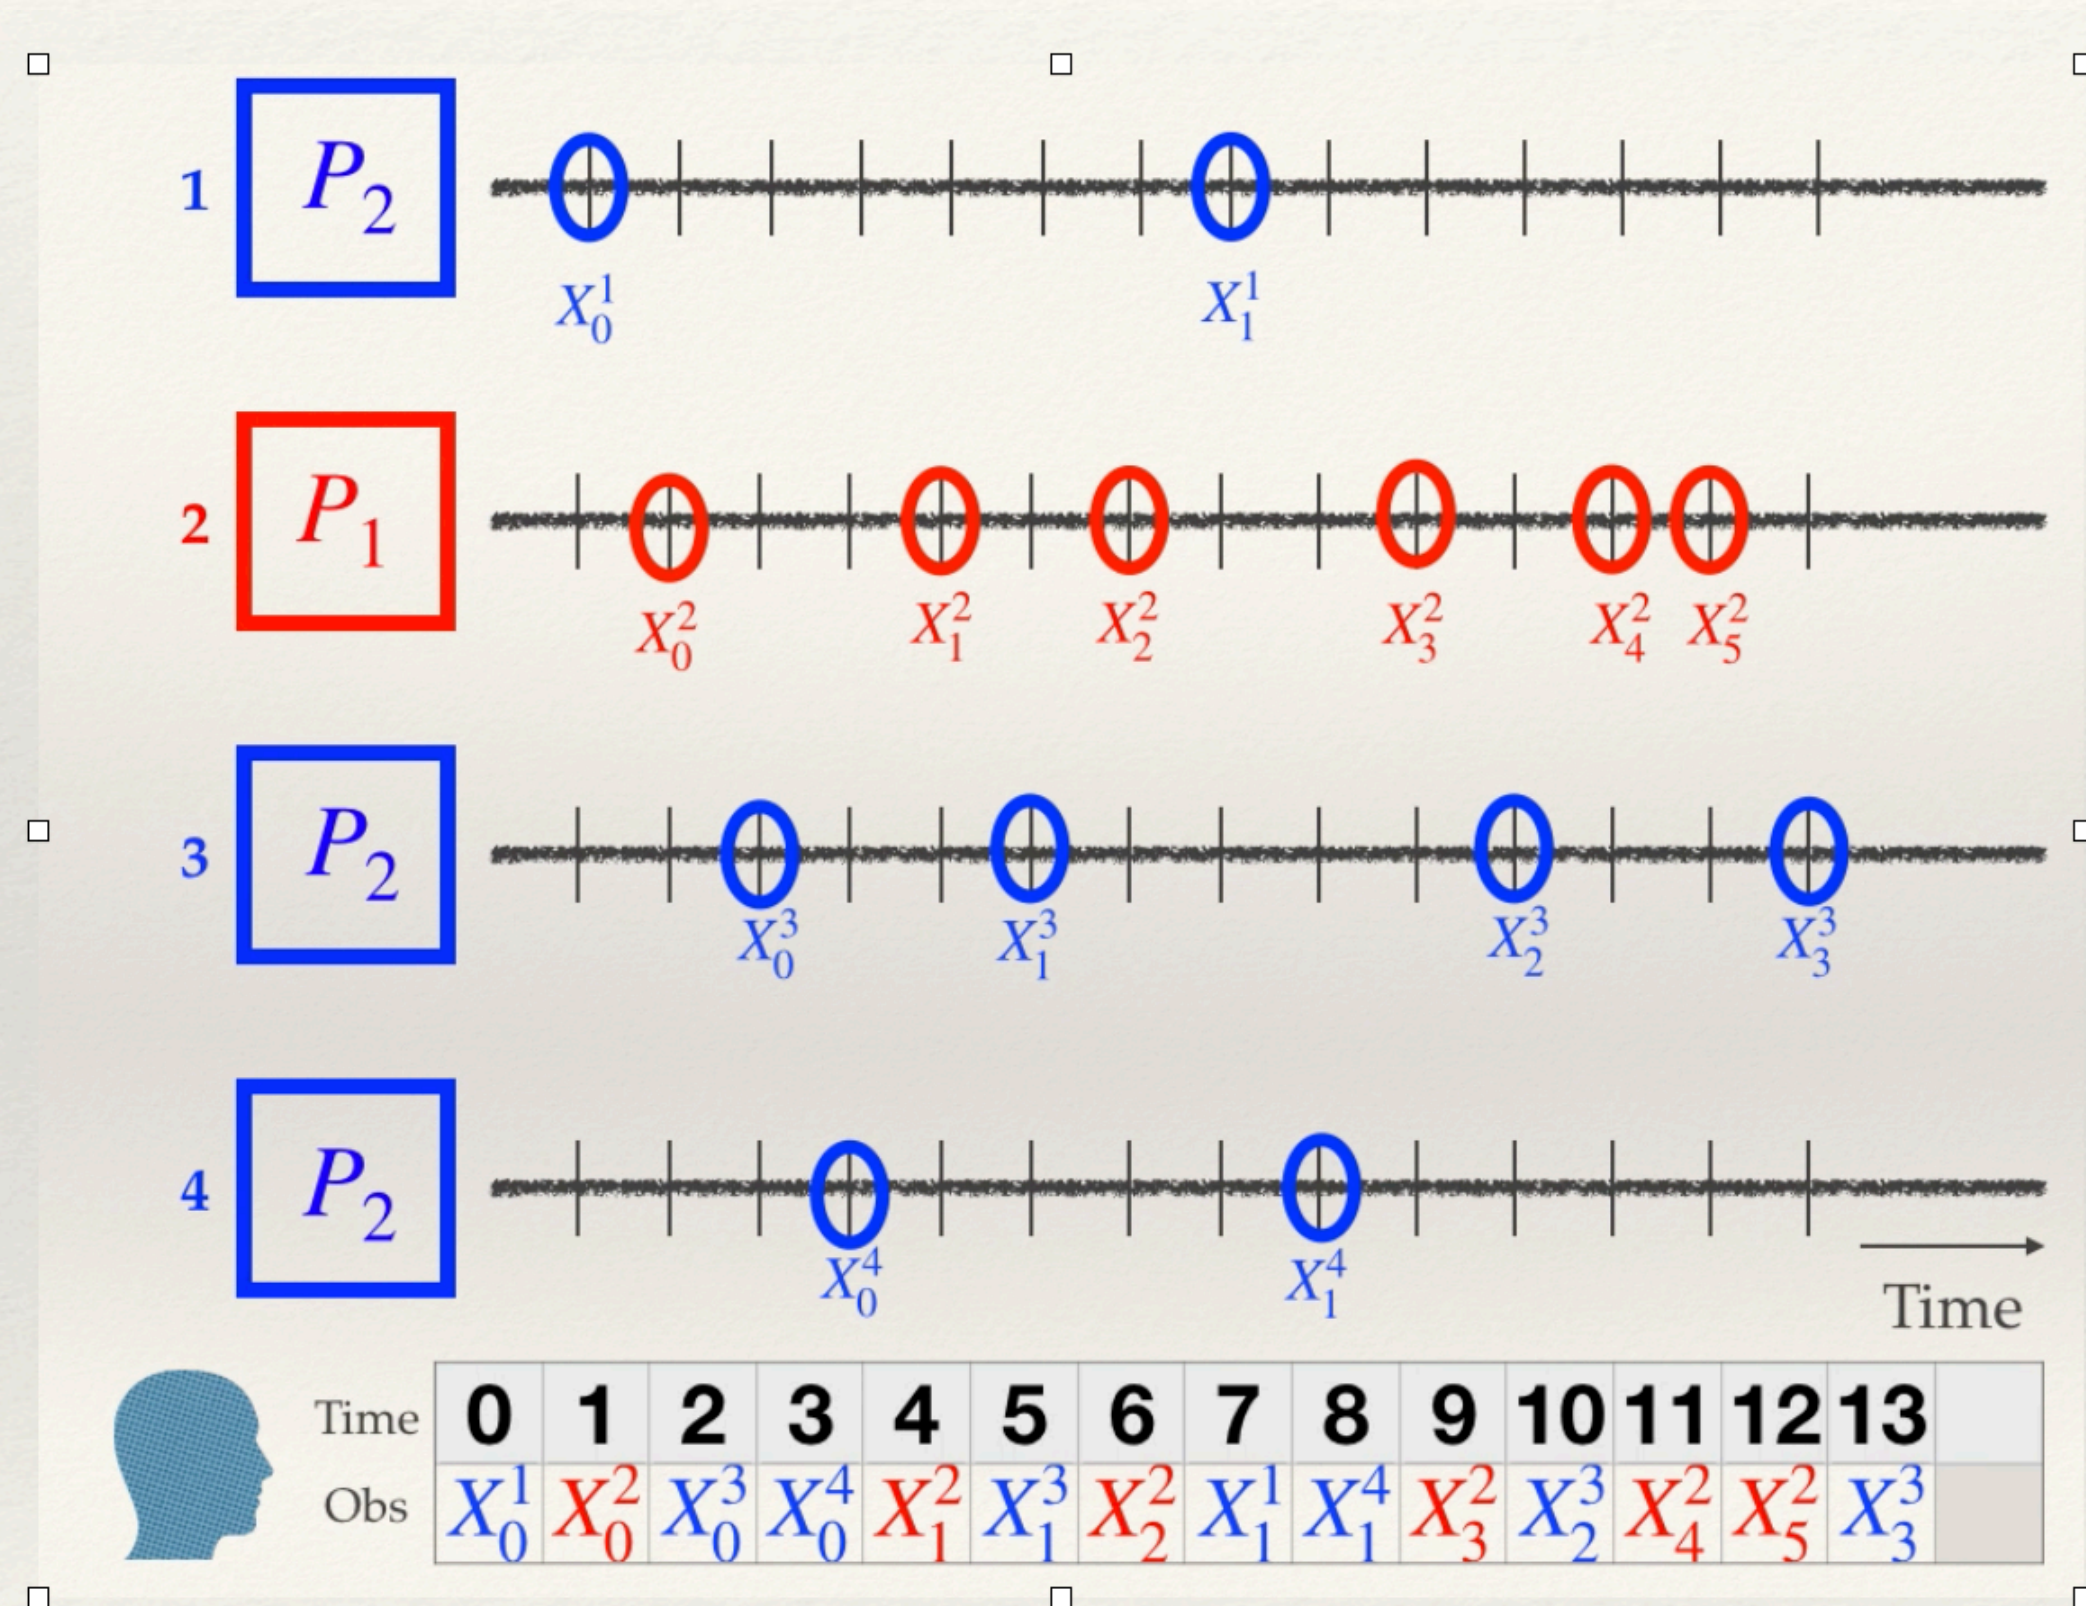 1 P₂
X₀¹ X₁¹
2 P₁
X₀² X₁² X₂² X₃² X₄² X₅²
3 P₂
X₀³ X₁³ X₂³ X₃³
4 P₂
X₀⁴ X₁⁴
Time
Time 0 1 2 3 4 5 6 7 8 9 10 11 12 13
Obs X₀¹ X₀² X₀³ X₀⁴ X₁² X₁³ X₂² X₁¹ X₁⁴ X₃² X₂³ X₄² X₅² X₃³